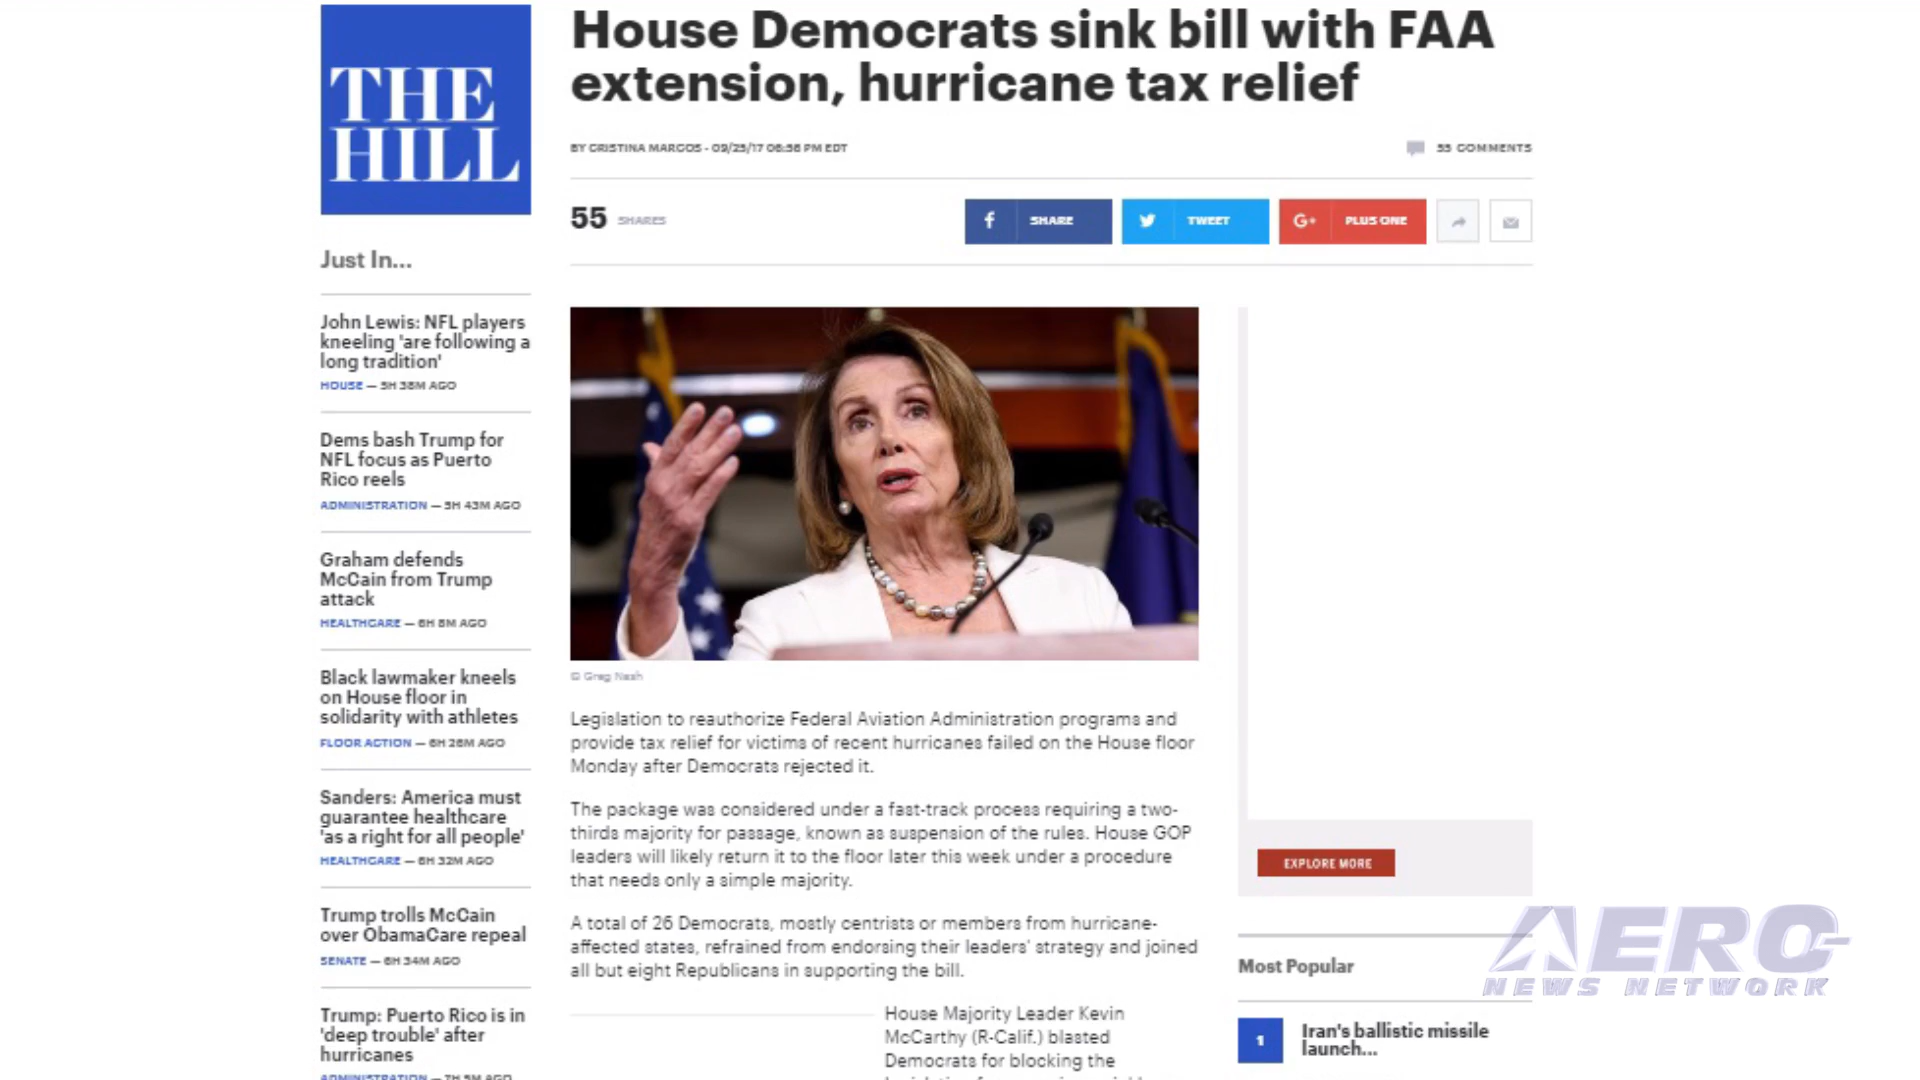 THE
HILL
House Democrats sink bill with FAA
extension, hurricane tax relief
BY CRISTINA MARCOS - 09/25/17 06:56 PM EDT
55 COMMENTS
55 SHARES
SHARE
TWEET
G+ PLUS ONE
Just In...
John Lewis: NFL players
kneeling 'are following a
long tradition'
HOUSE — 5H 38M AGO
Dems bash Trump for
NFL focus as Puerto
Rico reels
ADMINISTRATION — 5H 43M AGO
Graham defends
McCain from Trump
attack
HEALTHCARE — 6H 8M AGO
Black lawmaker kneels
on House floor in
solidarity with athletes
FLOOR ACTION — 6H 26M AGO
Sanders: America must
guarantee healthcare
'as a right for all people'
HEALTHCARE — 6H 32M AGO
Trump trolls McCain
over ObamaCare repeal
SENATE — 6H 34M AGO
Trump: Puerto Rico is in
'deep trouble' after
hurricanes
ADMINISTRATION — 7H 5M AGO
© Greg Nash
Legislation to reauthorize Federal Aviation Administration programs and
provide tax relief for victims of recent hurricanes failed on the House floor
Monday after Democrats rejected it.
The package was considered under a fast-track process requiring a two-
thirds majority for passage, known as suspension of the rules. House GOP
leaders will likely return it to the floor later this week under a procedure
that needs only a simple majority.
A total of 26 Democrats, mostly centrists or members from hurricane-
affected states, refrained from endorsing their leaders' strategy and joined
all but eight Republicans in supporting the bill.
House Majority Leader Kevin
McCarthy (R-Calif.) blasted
Democrats for blocking the
EXPLORE MORE
Most Popular
1
Iran's ballistic missile
launch...
AERO-
NEWS NETWORK